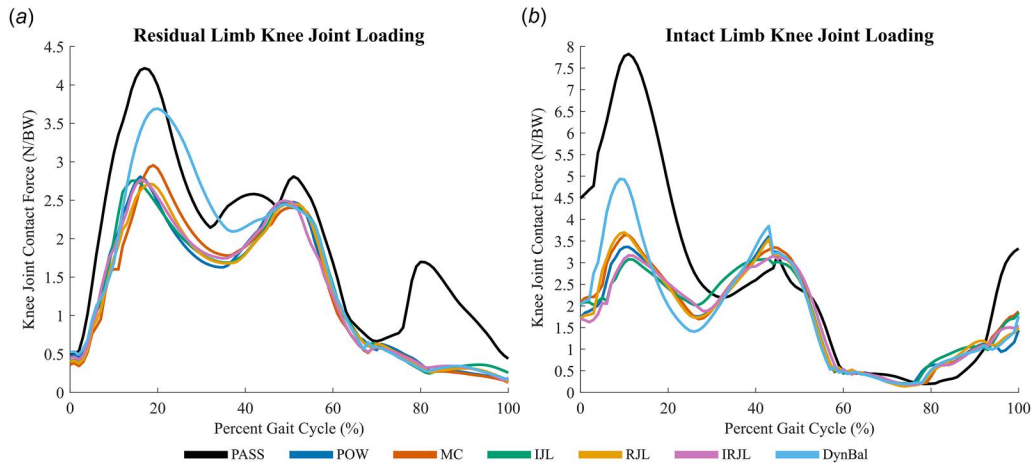 (a)
Residual Limb Knee Joint Loading
4.5
4
3.5
3
2.5
2
1.5
1
0.5
0
Knee Joint Contact Force (N/BW)
0 20 40 60 80 100
Percent Gait Cycle (%)
(b)
Intact Limb Knee Joint Loading
8
7.5
7
6.5
6
5.5
5
4.5
4
3.5
3
2.5
2
1.5
1
0.5
0
Knee Joint Contact Force (N/BW)
0 20 40 60 80 100
Percent Gait Cycle (%)
PASS POW MC IJL RJL IRJL DynBal